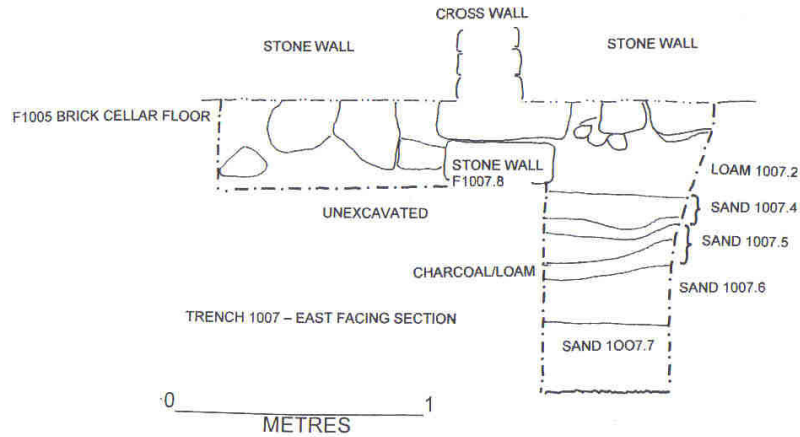 CROSS WALL
STONE WALL
STONE WALL
F1005 BRICK CELLAR FLOOR
STONE WALL
F1007.8
LOAM 1007.2
UNEXCAVATED
SAND 1007.4
SAND 1007.5
CHARCOAL/LOAM
SAND 1007.6
TRENCH 1007 – EAST FACING SECTION
SAND 1OO7.7
0 1
METRES